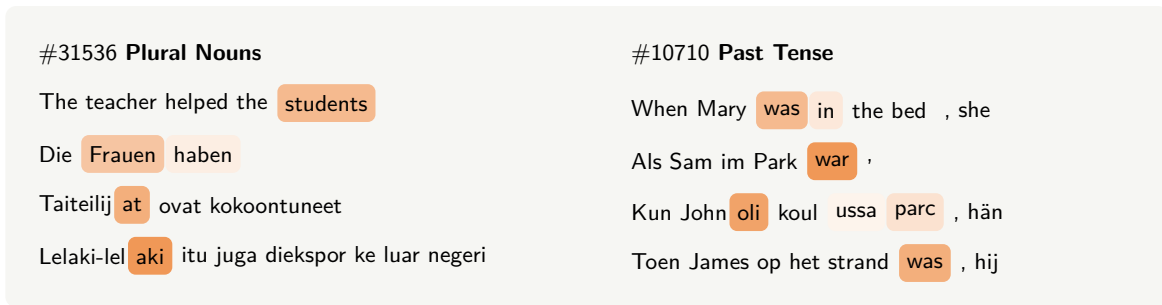 #31536 Plural Nouns
The teacher helped the students
Die Frauen haben
Taiteilijat ovat kokoontuneet
Lelaki-lelaki itu juga diekspor ke luar negeri
#10710 Past Tense
When Mary was in the bed , she
Als Sam im Park war ,
Kun John oli koul ussa parc , hän
Toen James op het strand was , hij